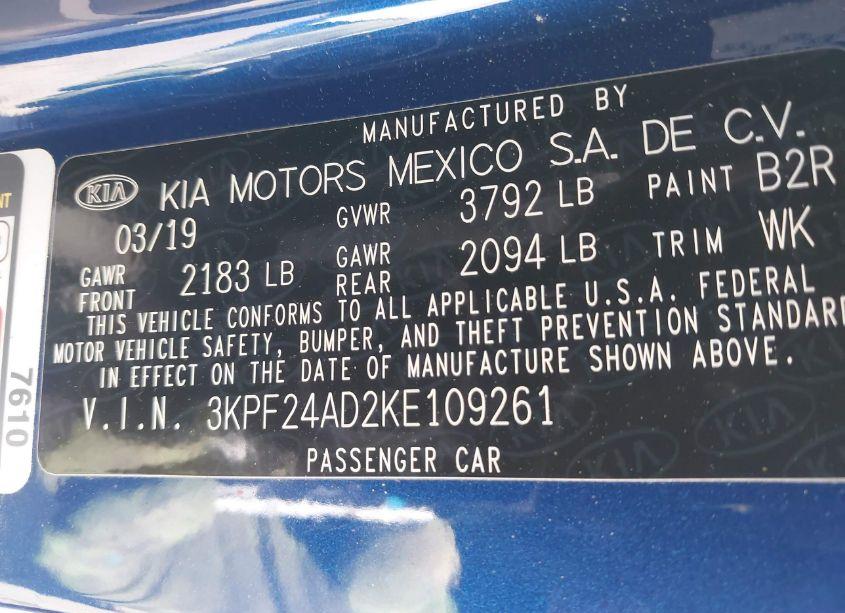 MANUFACTURED BY
KIA KIA MOTORS MEXICO S.A. DE C.V.
03/19 GVWR 3792 LB PAINT B2R
GAWR FRONT 2183 LB GAWR REAR 2094 LB TRIM WK
THIS VEHICLE CONFORMS TO ALL APPLICABLE U.S.A. FEDERAL
MOTOR VEHICLE SAFETY, BUMPER, AND THEFT PREVENTION STANDARD
IN EFFECT ON THE DATE OF MANUFACTURE SHOWN ABOVE.
V.I.N. 3KPF24AD2KE109261
PASSENGER CAR
7610